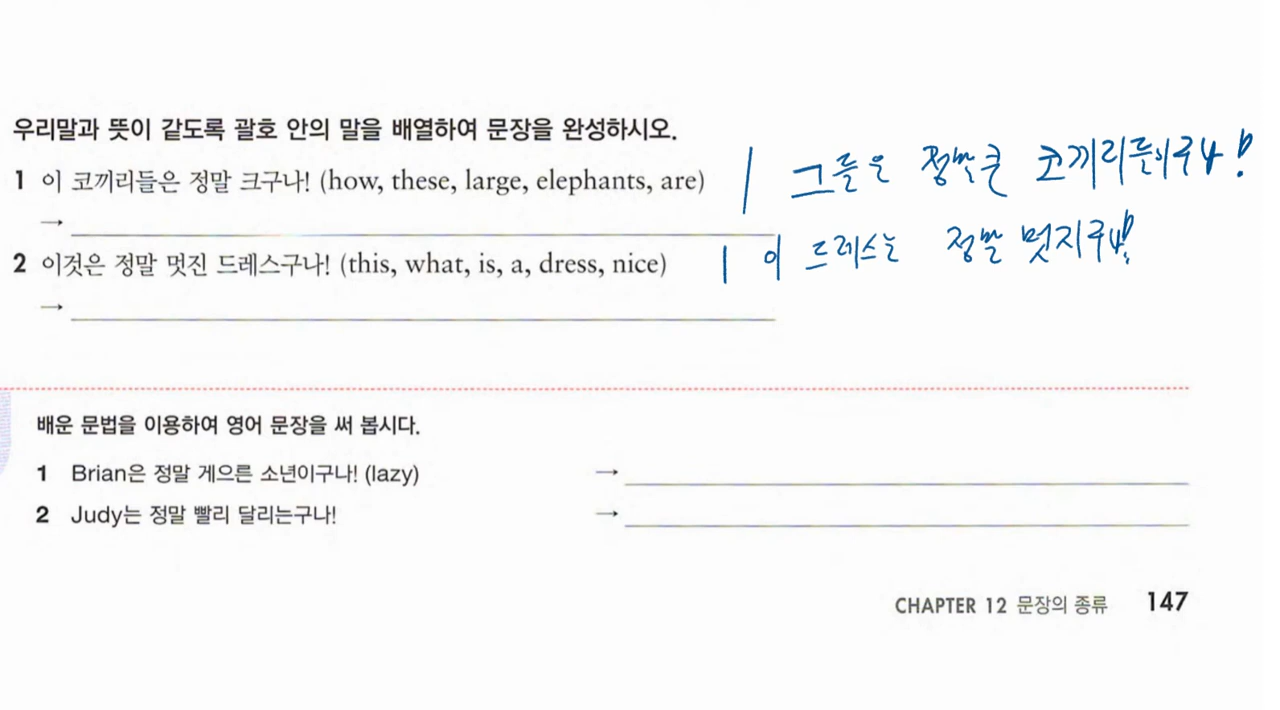 우리말과 뜻이 같도록 괄호 안의 말을 배열하여 문장을 완성하시오.
1 이 코끼리들은 정말 크구나! (how, these, large, elephants, are)
→
2 이것은 정말 멋진 드레스구나! (this, what, is, a, dress, nice)
→
| 그들은 정말 큰 코끼리들이구나!
| 이 드레스는 정말 멋지구나!
배운 문법을 이용하여 영어 문장을 써 봅시다.
1 Brian은 정말 게으른 소년이구나! (lazy) →
2 Judy는 정말 빨리 달리는구나! →
CHAPTER 12 문장의 종류 147